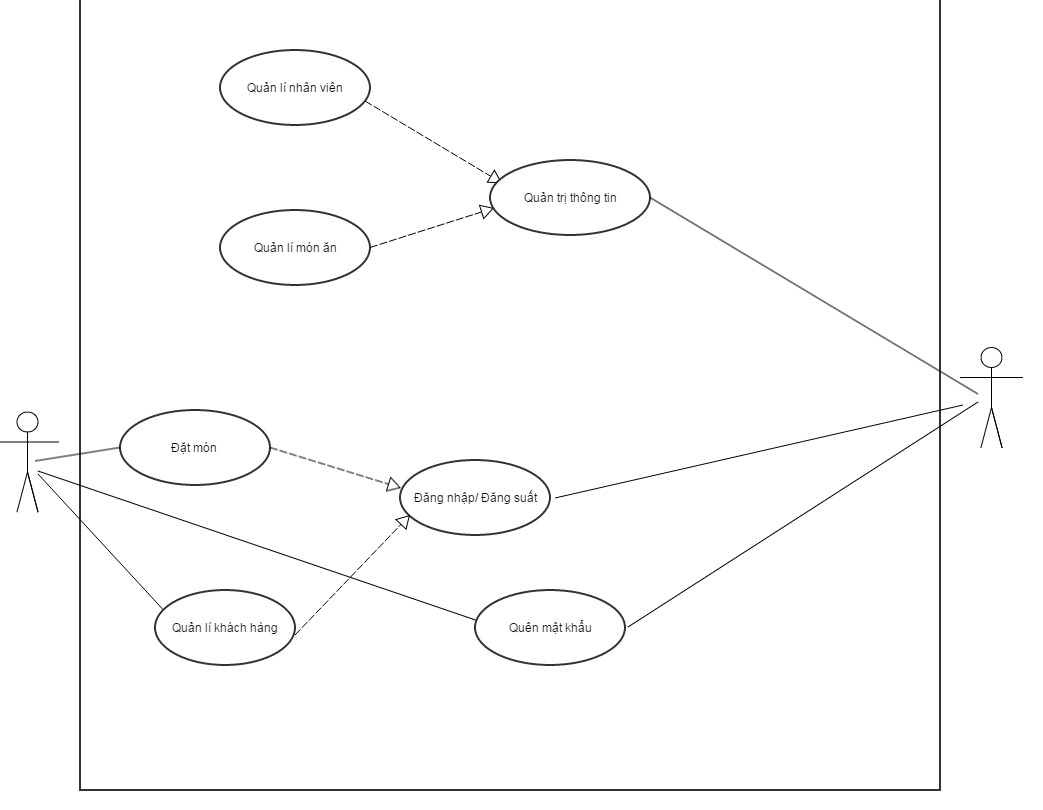 Quản lí nhân viên
Quản trị thông tin
Quản lí món ăn
Đặt món
Đăng nhập/ Đăng suất
Quản lí khách hàng
Quên mật khẩu